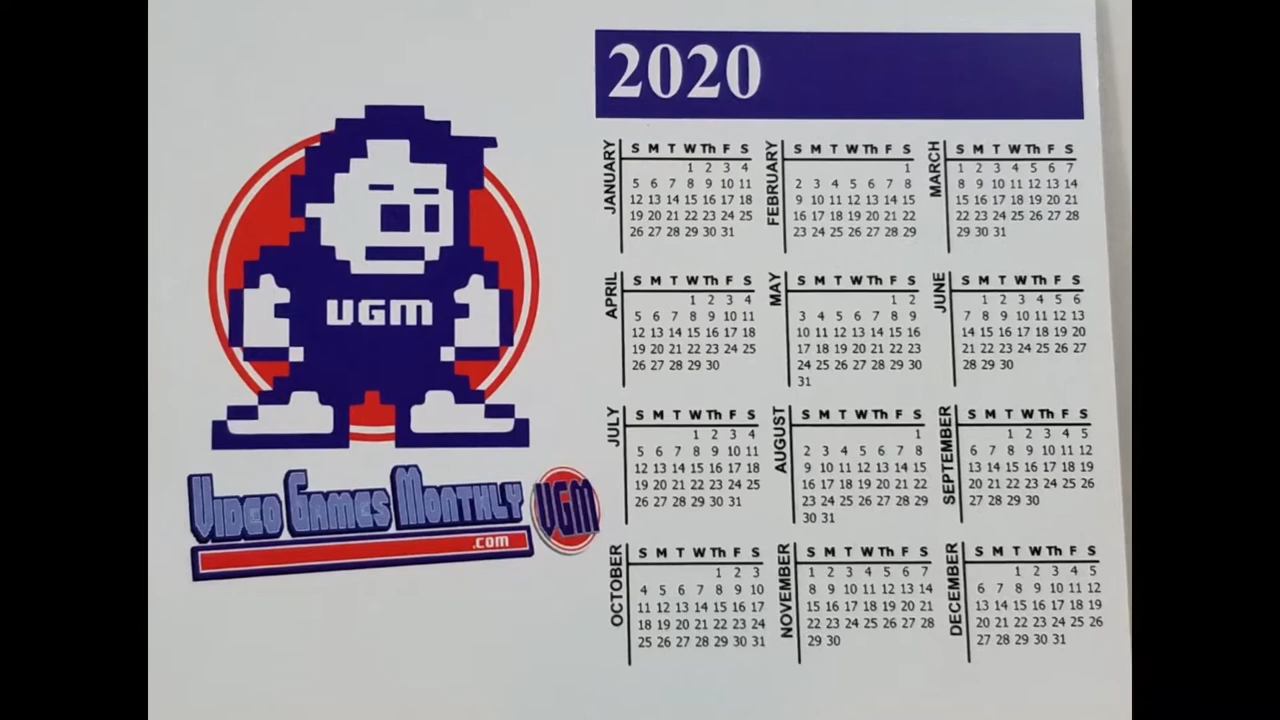 2020
UGM
VIDEO GAMES MONTHLY
.COM
VGM
JANUARY
S M T W Th F S
1 2 3 4
5 6 7 8 9 10 11
12 13 14 15 16 17 18
19 20 21 22 23 24 25
26 27 28 29 30 31
FEBRUARY
S M T W Th F S
1
2 3 4 5 6 7 8
9 10 11 12 13 14 15
16 17 18 19 20 21 22
23 24 25 26 27 28 29
MARCH
S M T W Th F S
1 2 3 4 5 6 7
8 9 10 11 12 13 14
15 16 17 18 19 20 21
22 23 24 25 26 27 28
29 30 31
APRIL
S M T W Th F S
1 2 3 4
5 6 7 8 9 10 11
12 13 14 15 16 17 18
19 20 21 22 23 24 25
26 27 28 29 30
MAY
S M T W Th F S
1 2
3 4 5 6 7 8 9
10 11 12 13 14 15 16
17 18 19 20 21 22 23
24 25 26 27 28 29 30
31
JUNE
S M T W Th F S
1 2 3 4 5 6
7 8 9 10 11 12 13
14 15 16 17 18 19 20
21 22 23 24 25 26 27
28 29 30
JULY
S M T W Th F S
1 2 3 4
5 6 7 8 9 10 11
12 13 14 15 16 17 18
19 20 21 22 23 24 25
26 27 28 29 30 31
AUGUST
S M T W Th F S
1
2 3 4 5 6 7 8
9 10 11 12 13 14 15
16 17 18 19 20 21 22
23 24 25 26 27 28 29
30 31
SEPTEMBER
S M T W Th F S
1 2 3 4 5
6 7 8 9 10 11 12
13 14 15 16 17 18 19
20 21 22 23 24 25 26
27 28 29 30
OCTOBER
S M T W Th F S
1 2 3
4 5 6 7 8 9 10
11 12 13 14 15 16 17
18 19 20 21 22 23 24
25 26 27 28 29 30 31
NOVEMBER
S M T W Th F S
1 2 3 4 5 6 7
8 9 10 11 12 13 14
15 16 17 18 19 20 21
22 23 24 25 26 27 28
29 30
DECEMBER
S M T W Th F S
1 2 3 4 5
6 7 8 9 10 11 12
13 14 15 16 17 18 19
20 21 22 23 24 25 26
27 28 29 30 31